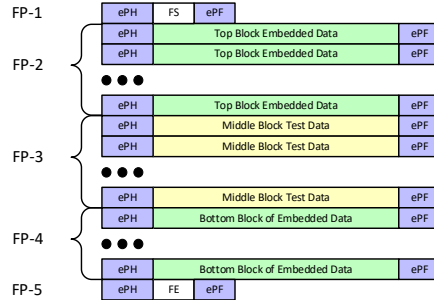 FP-1 ePH FS ePF
ePH Top Block Embedded Data ePF
FP-2 ePH Top Block Embedded Data ePF
ePH Top Block Embedded Data ePF
ePH Middle Block Test Data ePF
FP-3 ePH Middle Block Test Data ePF
ePH Middle Block Test Data ePF
ePH Bottom Block of Embedded Data ePF
FP-4
ePH Bottom Block of Embedded Data ePF
FP-5 ePH FE ePF